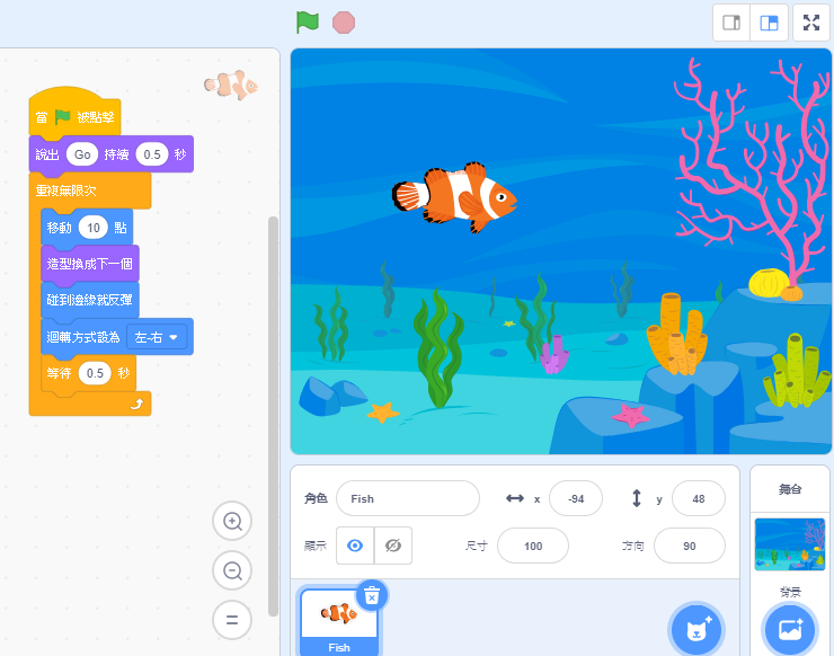 當 被點擊
說出 Go 持續 0.5 秒
重複無限次
移動 10 點
造型換成下一個
碰到邊緣就反彈
迴轉方式設為 左-右
等待 0.5 秒
角色 Fish x -94 y 48
顯示 尺寸 100 方向 90
Fish
舞台
背景